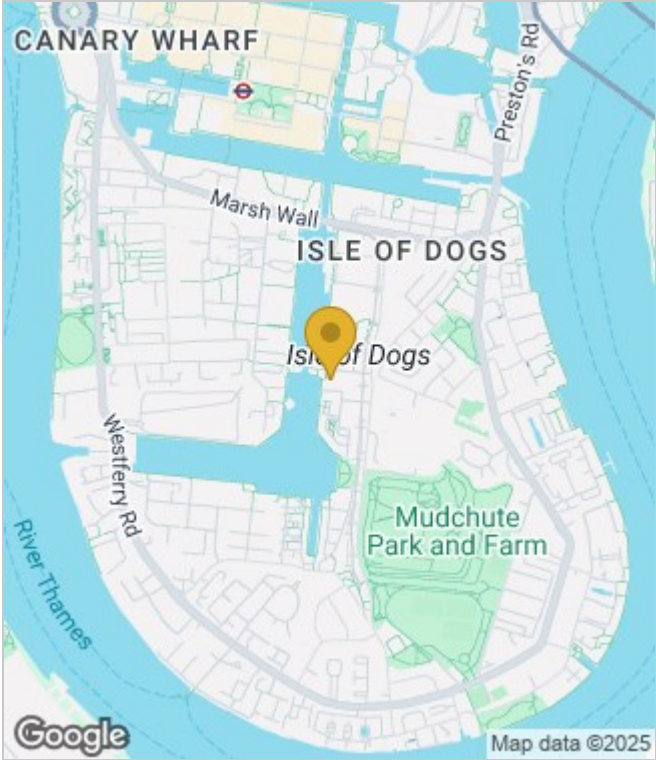 CANARY WHARF
Preston's Rd
Marsh Wall
ISLE OF DOGS
Isle of Dogs
Westferry Rd
Mudchute
Park and Farm
River Thames
Google
Map data ©2025